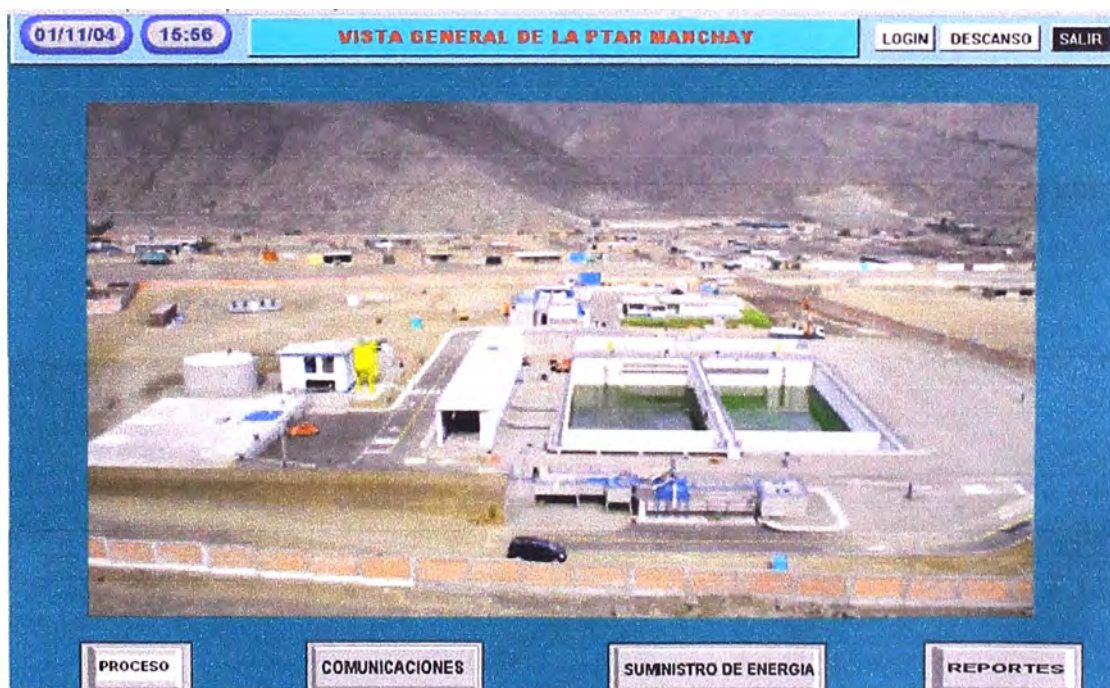 01/11/04 15:56 VISTA GENERAL DE LA PTAR MANCHAY LOGIN DESCANSO SALIR
PROCESO COMUNICACIONES SUMINISTRO DE ENERGIA REPORTES